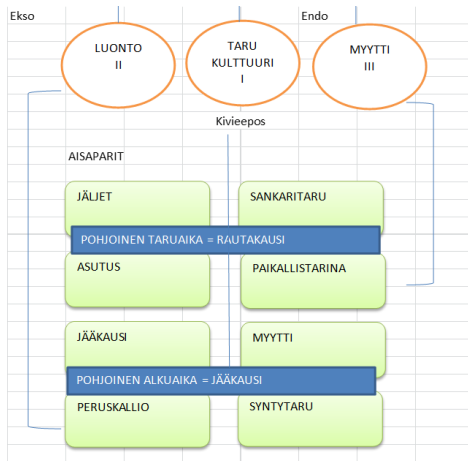 Ekso
Endo
LUONTO
II
TARU
KULTTUURI
I
MYYTTI
III
Kivieepos
AISAPARIT
JÄLJET
SANKARITARU
POHJOINEN TARUAIKA = RAUTAKAUSI
ASUTUS
PAIKALLISTARINA
JÄÄKAUSI
MYYTTI
POHJOINEN ALKUAIKA = JÄÄKAUSI
PERUSKALLIO
SYNTYTARU